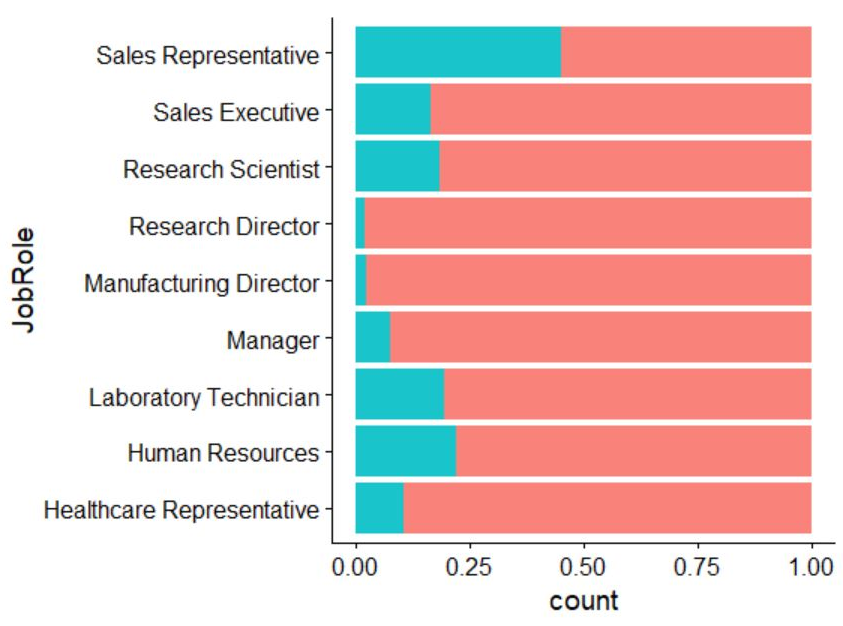 Sales Representative
Sales Executive
Research Scientist
Research Director
Manufacturing Director
Manager
Laboratory Technician
Human Resources
Healthcare Representative
JobRole
0.00 0.25 0.50 0.75 1.00
count